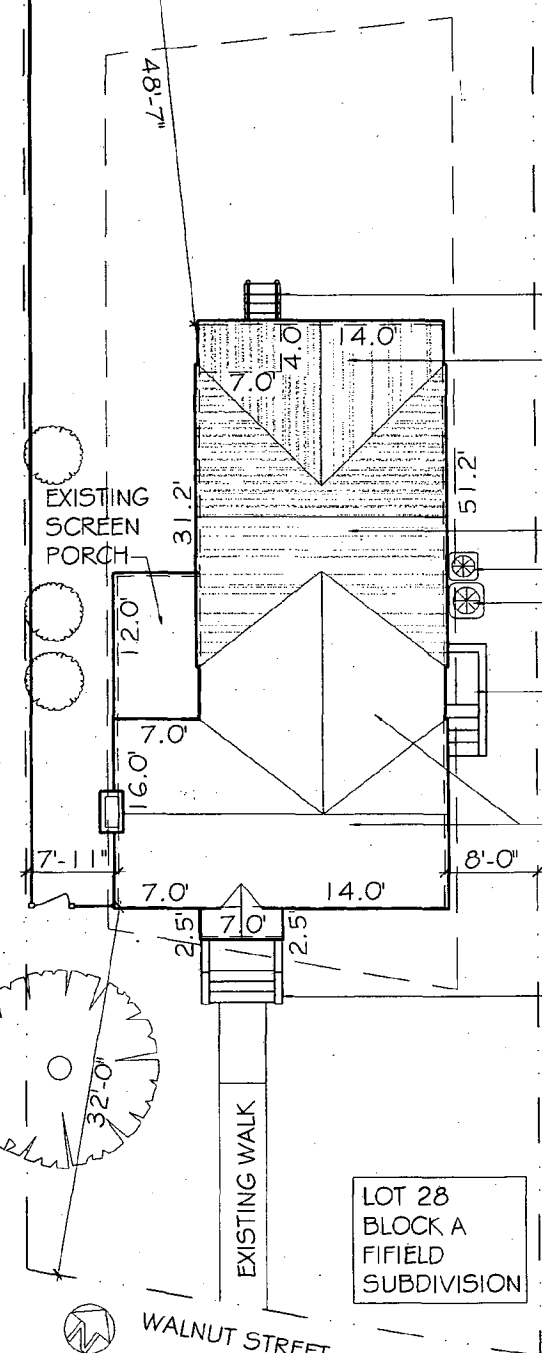 48'-7"
4.0'
14.0'
7.0'
31.2'
51.2'
EXISTING
SCREEN
PORCH
12.0'
7.0'
16.0'
7'-11"
8'-0"
7.0'
14.0'
2.5'
7.0'
2.5'
32'-0"
EXISTING WALK
LOT 28
BLOCK A
FIFIELD
SUBDIVISION
N
WALNUT STREET